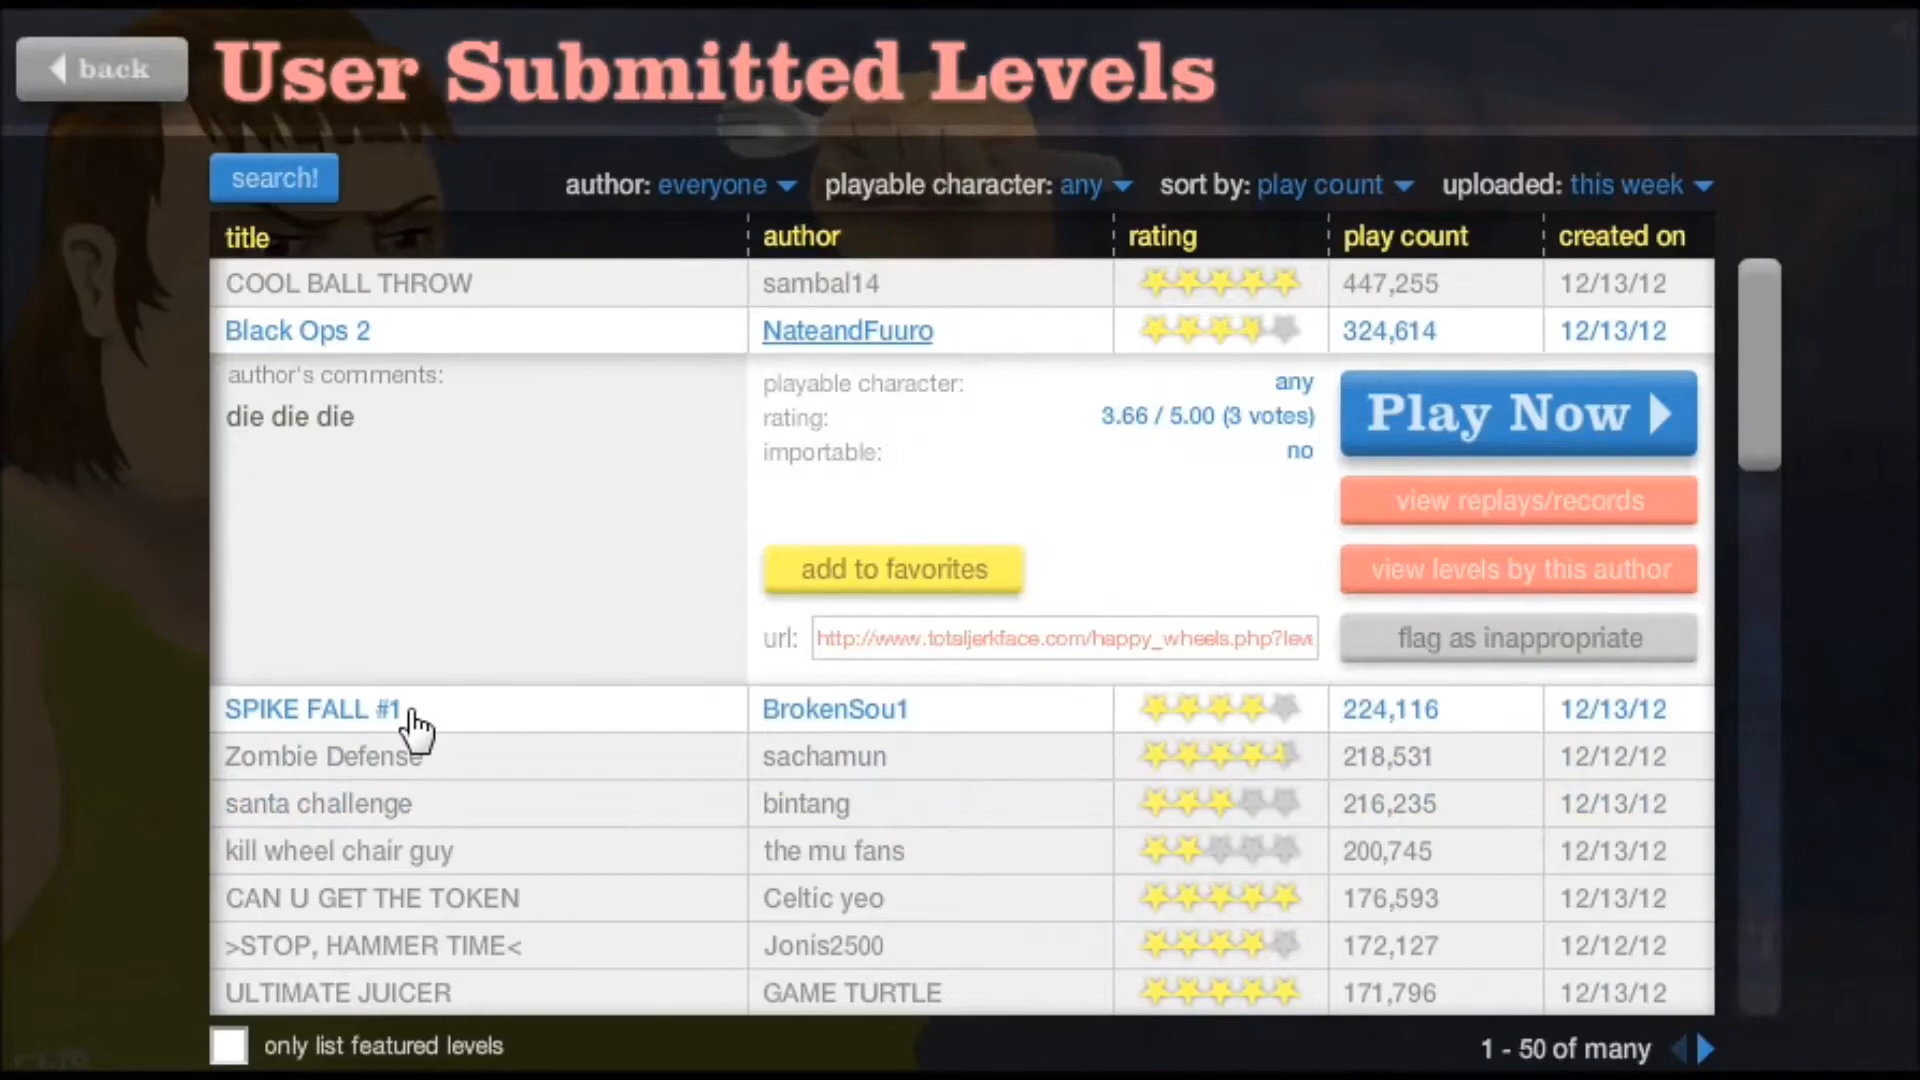 back
User Submitted Levels
search!
author: everyone playable character: any sort by: play count uploaded: this week
title author rating play count created on
COOL BALL THROW sambal14 447,255 12/13/12
Black Ops 2 NateandFuuro 324,614 12/13/12
author's comments:
die die die
playable character: any
rating: 3.66 / 5.00 (3 votes)
importable: no
Play Now
view replays/records
add to favorites
view levels by this author
url: http://www.totaljerkface.com/happy_wheels.php?leve
flag as inappropriate
SPIKE FALL #1 BrokenSou1 224,116 12/13/12
Zombie Defense sachamun 218,531 12/12/12
santa challenge bintang 216,235 12/13/12
kill wheel chair guy the mu fans 200,745 12/13/12
CAN U GET THE TOKEN Celtic yeo 176,593 12/13/12
>STOP, HAMMER TIME< Jonis2500 172,127 12/12/12
ULTIMATE JUICER GAME TURTLE 171,796 12/13/12
only list featured levels
1 - 50 of many